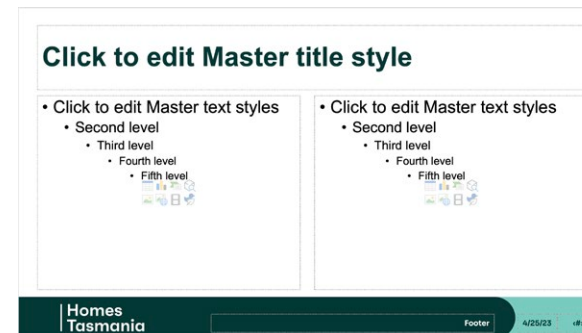 Click to edit Master title style
• Click to edit Master text styles
• Second level
• Third level
• Fourth level
• Fifth level
• Click to edit Master text styles
• Second level
• Third level
• Fourth level
• Fifth level
Homes
Tasmania
Footer
4/25/23
‹#